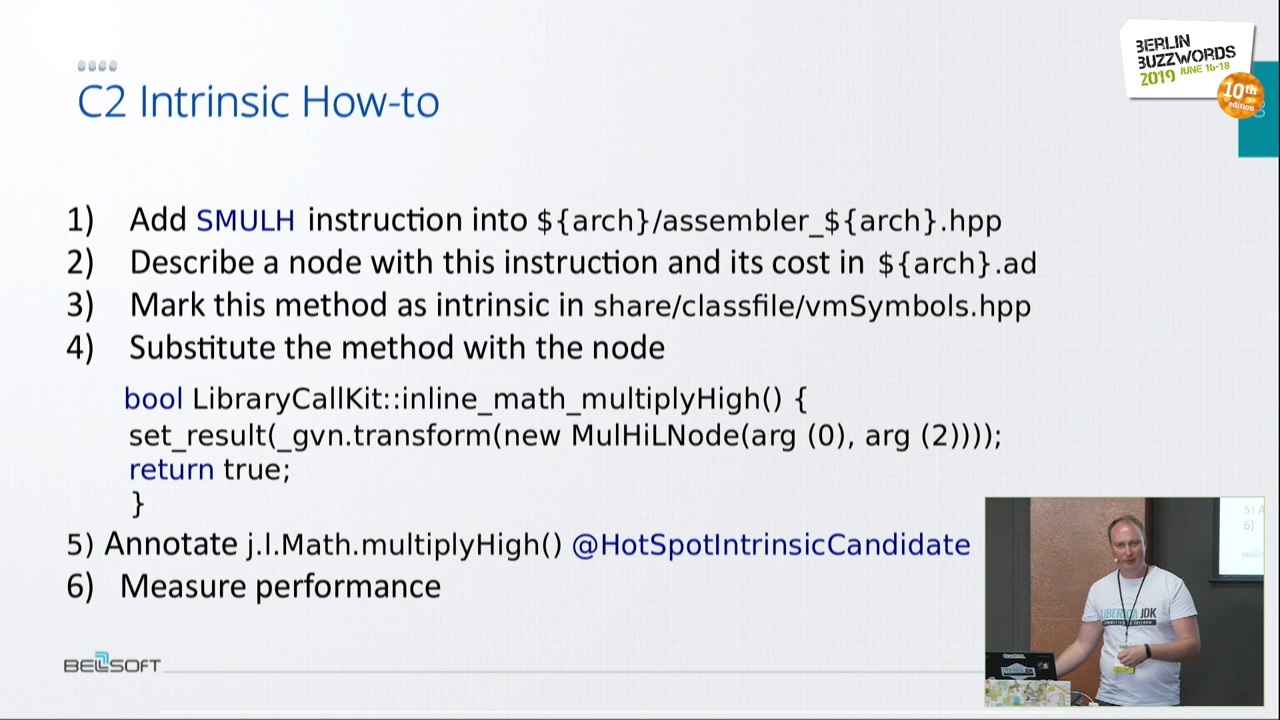 BERLIN
BUZZWORDS
2019 JUNE 16-18
10th
edition
C2 Intrinsic How-to
1) Add SMULH instruction into ${arch}/assembler_${arch}.hpp
2) Describe a node with this instruction and its cost in ${arch}.ad
3) Mark this method as intrinsic in share/classfile/vmSymbols.hpp
4) Substitute the method with the node
bool LibraryCallKit::inline_math_multiplyHigh() {
set_result(_gvn.transform(new MulHiLNode(arg (0), arg (2))));
return true;
}
5) Annotate j.l.Math.multiplyHigh() @HotSpotIntrinsicCandidate
6) Measure performance
5) A
6)
LIBERICA JDK
BELLSOFT